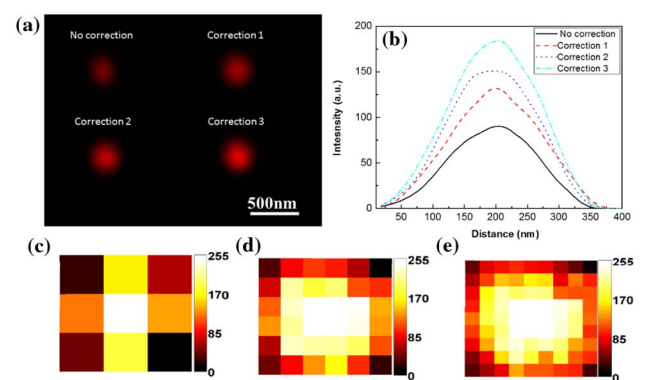 (a)
No correction
Correction 1
Correction 2
Correction 3
500nm
(b)
No correction
Correction 1
Correction 2
Correction 3
Intesnsity (a.u.)
200
150
100
50
0
50 100 150 200 250 300 350 400
Distance (nm)
(c)
255
170
85
0
(d)
255
170
85
0
(e)
255
170
85
0